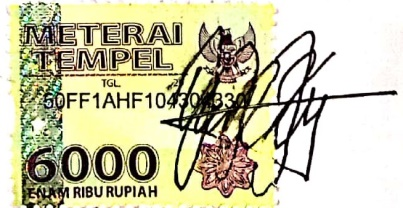 METERAI
TEMPEL
TGL.
6000
ENAM RIBU RUPIAH